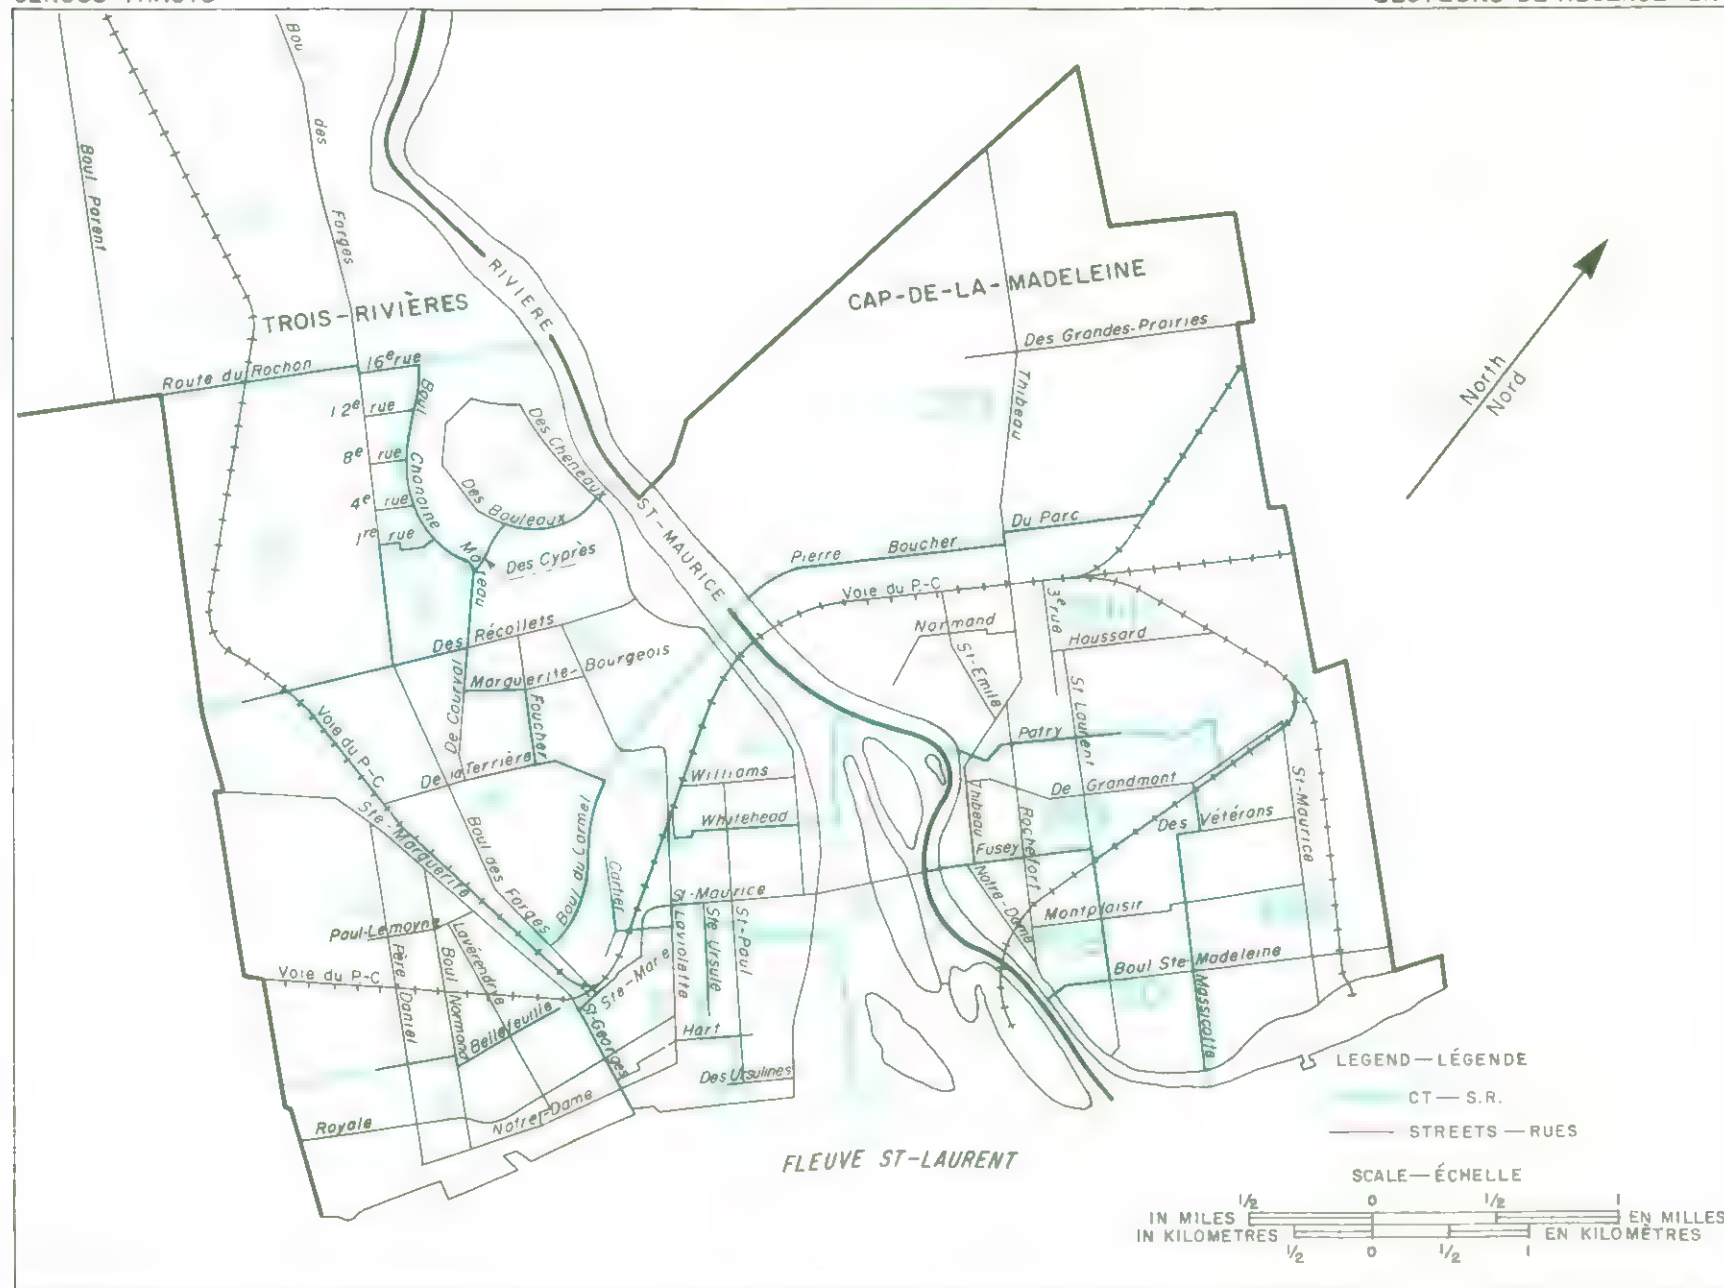 Boul Parent
Boul des Forges
RIVIÈRE ST-MAURICE
TROIS-RIVIÈRES
CAP-DE-LA-MADELEINE
North
Nord
Route du Rochon
16e rue
12e rue
8e rue
4e rue
1re rue
Boul Chanoine Moreau
Des Cheneaux
Des Bouleaux
Des Cyprès
Des Grandes-Prairies
Thibeau
Du Parc
Pierre Boucher
Voie du P-C
3e rue
Normand
Houssard
St-Emile
St Laurent
Des Récollets
Marguerite-Bourgeois
De Courval
Foucher
Voie du P-C
De la Terrière
Patry
De Grandmont
Williams
Whitehead
Ste-Marguerite
Boul des Forges
Boul du Carmel
Cartier
Thibeau
Rochefort
Des Vétérans
St-Maurice
Fusey
Notre-Dame
St-Maurice
Montplaisir
Paul-Lemoyne
Lavérendrye
Père Daniel
Boul Normand
Voie du P-C
Bellefeuille
Ste-Marie
St-Georges
Laviolette
Ste Ursule
St-Paul
Boul Ste-Madeleine
Massicotte
Hart
Des Ursulines
Royale
Notre-Dame
FLEUVE ST-LAURENT
LEGEND—LÉGENDE
CT — S.R.
STREETS — RUES
SCALE—ÉCHELLE
1/2 0 1/2 1
IN MILES EN MILLES
IN KILOMETRES EN KILOMÈTRES
1/2 0 1/2 1